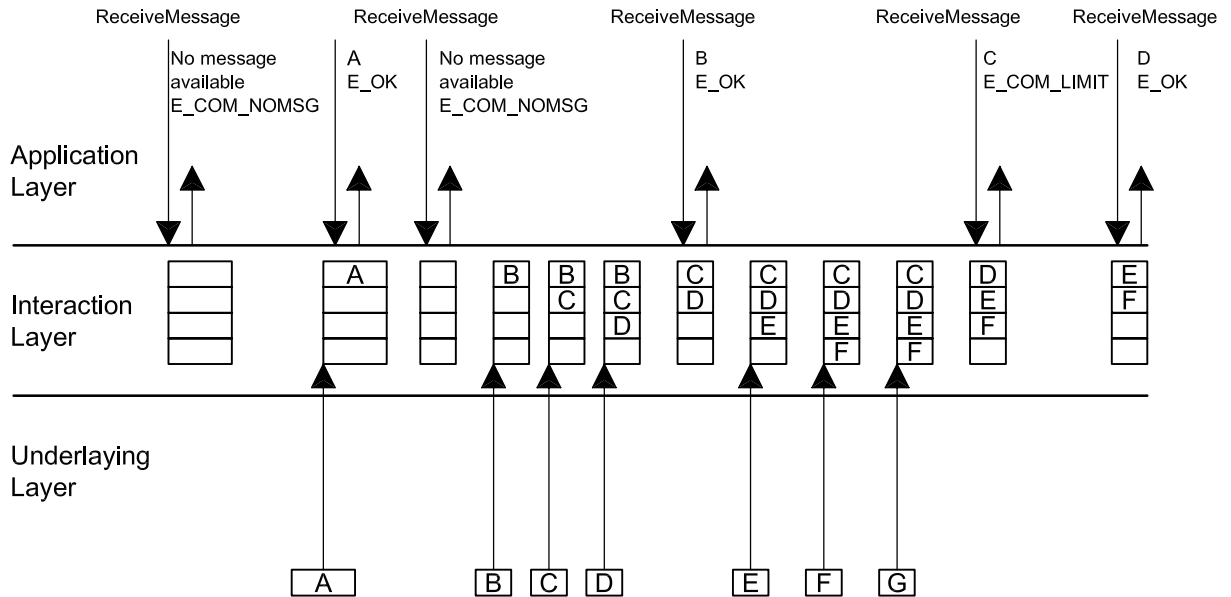 ReceiveMessage ReceiveMessage ReceiveMessage ReceiveMessage ReceiveMessage ReceiveMessage
No message
available
E_COM_NOMSG
A
E_OK
No message
available
E_COM_NOMSG
B
E_OK
C
E_COM_LIMIT
D
E_OK
Application
Layer
Interaction
Layer
A B B B C C C C D E
C C D D D D E F
D E E E F
F F
Underlaying
Layer
A B C D E F G